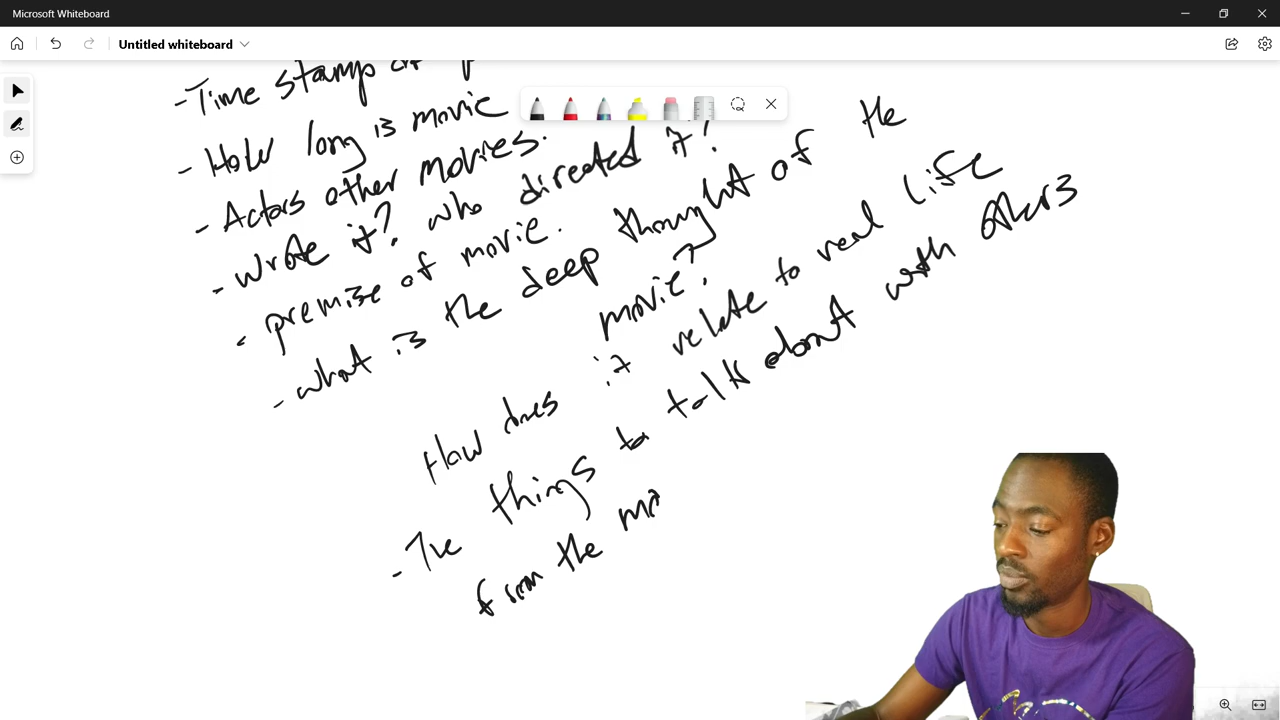 Microsoft Whiteboard
Untitled whiteboard
- Time stamp
- How long is movie
- Actors other movies.
- wrote it? who directed it?
- premise of movie.
- what is the deep thought of the
movie?
How does it relate to real life
- The things to talk about with others
from the mo